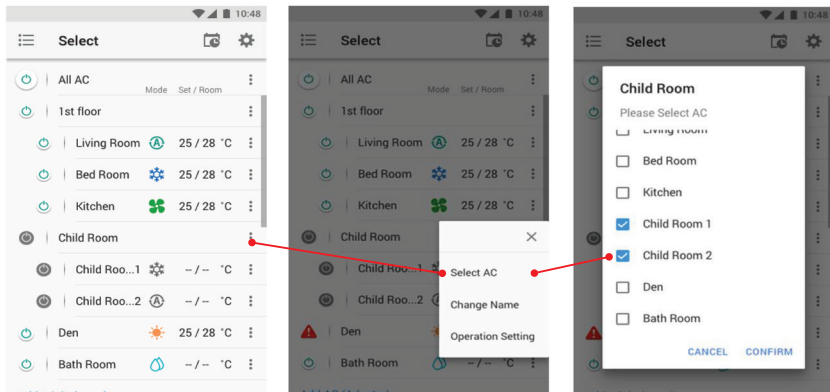 10:48
Select
All AC
Mode Set / Room
1st floor
Living Room 25 / 28 °C
Bed Room 25 / 28 °C
Kitchen 25 / 28 °C
Child Room
Child Roo...1 -- / -- °C
Child Roo...2 -- / -- °C
Den 25 / 28 °C
Bath Room -- / -- °C
10:48
Select
All AC
Mode Set / Room
1st floor
Living Room 25 / 28 °C
Bed Room 25 / 28 °C
Kitchen 25 / 28 °C
Child Room
Child Roo...1
Child Roo...2
Den
Bath Room -- / -- °C
Select AC
Change Name
Operation Setting
10:48
Select
Child Room
Please Select AC
Living Room
Bed Room
Kitchen
Child Room 1
Child Room 2
Den
Bath Room
CANCEL CONFIRM